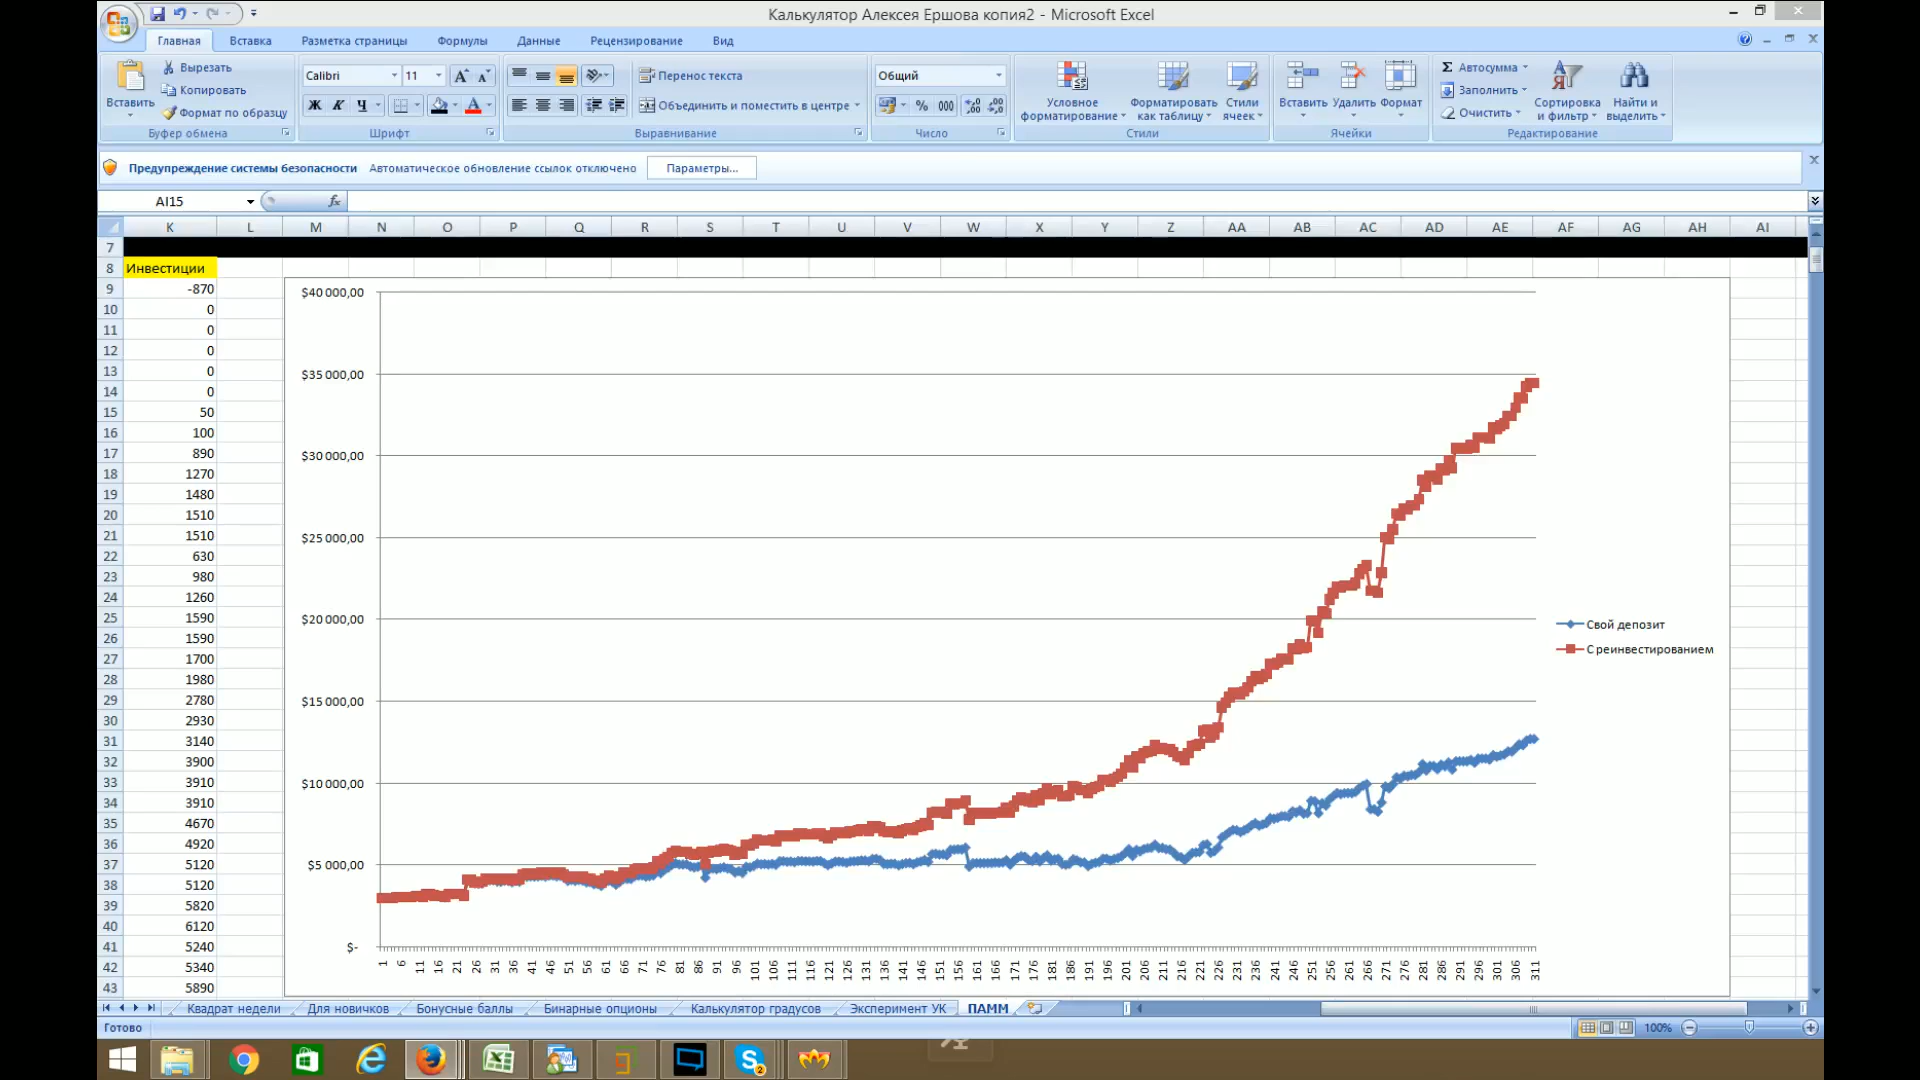 Калькулятор Алексея Ершова копия2 - Microsoft Excel
Главная Вставка Разметка страницы Формулы Данные Рецензирование Вид
Вставить
Вырезать
Копировать
Формат по образцу
Буфер обмена
Calibri 11
Ж К Ч
Шрифт
Перенос текста
Объединить и поместить в центре
Выравнивание
Общий
% 000
Число
Условное форматирование
Форматировать как таблицу
Стили ячеек
Стили
Вставить Удалить Формат
Ячейки
Σ Автосумма
Заполнить
Очистить
Сортировка и фильтр
Найти и выделить
Редактирование
Предупреждение системы безопасности Автоматическое обновление ссылок отключено Параметры...
AI15 fx
K L M N O P Q R S T U V W X Y Z AA AB AC AD AE AF AG AH AI
7
8 Инвестиции
9 -870
10 0
11 0
12 0
13 0
14 0
15 50
16 100
17 890
18 1270
19 1480
20 1510
21 1510
22 630
23 980
24 1260
25 1590
26 1590
27 1700
28 1980
29 2780
30 2930
31 3140
32 3900
33 3910
34 3910
35 4670
36 4920
37 5120
38 5120
39 5820
40 6120
41 5240
42 5340
43 5890
$40 000,00
$35 000,00
$30 000,00
$25 000,00
$20 000,00
$15 000,00
$10 000,00
$5 000,00
$-
1 6 11 16 21 26 31 36 41 46 51 56 61 66 71 76 81 86 91 96 101 106 111 116 121 126 131 136 141 146 151 156 161 166 171 176 181 186 191 196 201 206 211 216 221 226 231 236 241 246 251 256 261 266 271 276 281 286 291 296 301 306 311
Свой депозит
С реинвестированием
Квадрат недели Для новичков Бонусные баллы Бинарные опционы Калькулятор градусов Эксперимент УК ПАММ
Готово 100%